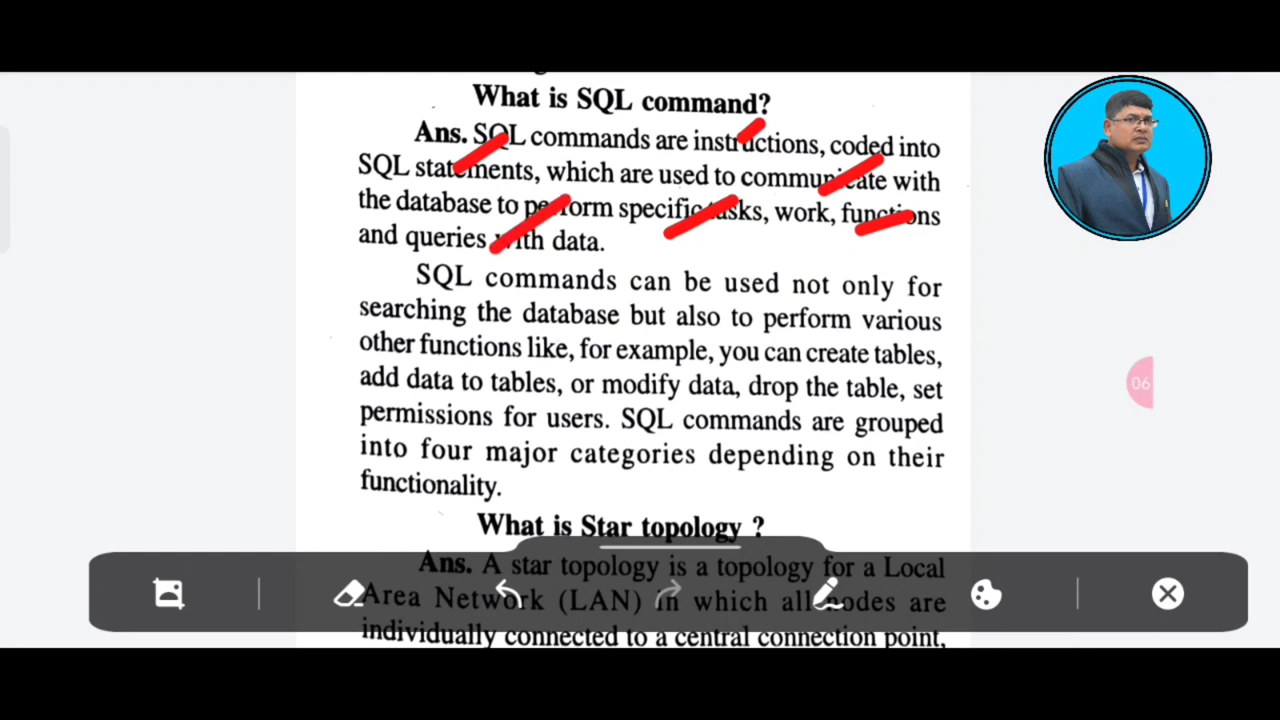 What is SQL command?
Ans. SQL commands are instructions, coded into
SQL statements, which are used to communicate with
the database to perform specific tasks, work, functions
and queries with data.
SQL commands can be used not only for
searching the database but also to perform various
other functions like, for example, you can create tables,
add data to tables, or modify data, drop the table, set
permissions for users. SQL commands are grouped
into four major categories depending on their
functionality.
What is Star topology ?
Ans. A star topology is a topology for a Local
Area Network (LAN) in which all nodes are
individually connected to a central connection point,
06